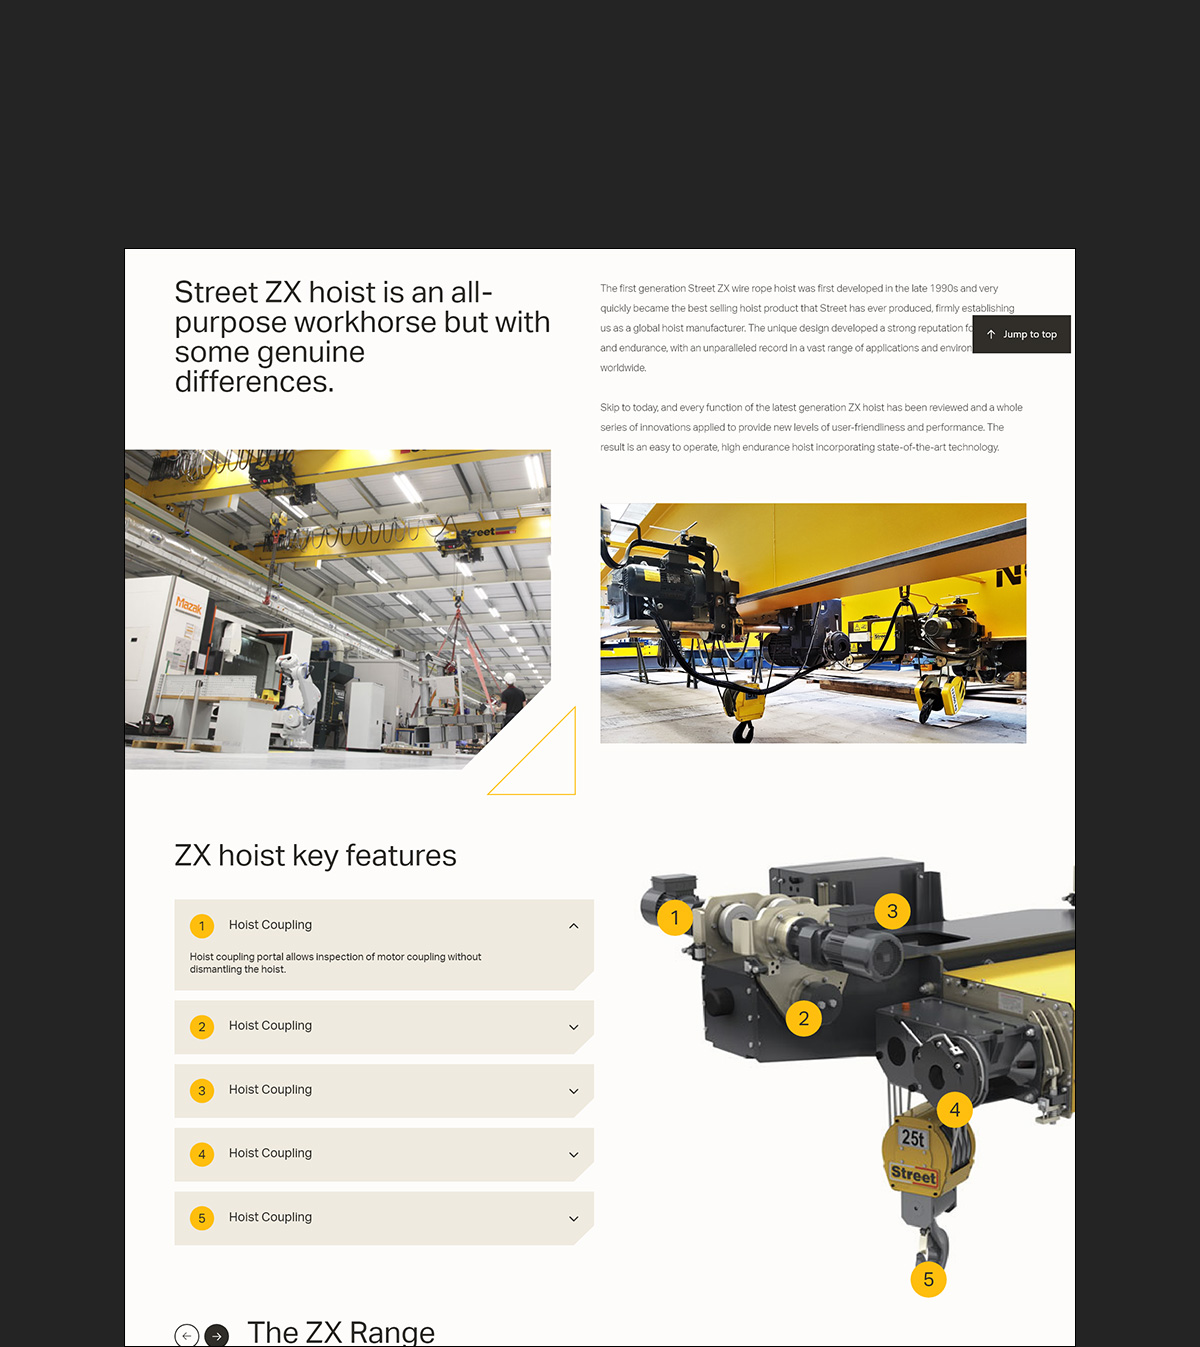 Street ZX hoist is an all-
purpose workhorse but with
some genuine
differences.
The first generation Street ZX wire rope hoist was first developed in the late 1990s and very
quickly became the best selling hoist product that Street has ever produced, firmly establishing
us as a global hoist manufacturer. The unique design developed a strong reputation
and endurance, with an unparalleled record in a vast range of applications and
worldwide.
Jump to top
Skip to today, and every function of the latest generation ZX hoist has been reviewed and a whole
series of innovations applied to provide new levels of user-friendliness and performance. The
result is an easy to operate, high endurance hoist incorporating state-of-the-art technology.
Street
Mazak
Street
ZX hoist key features
1 Hoist Coupling
Hoist coupling portal allows inspection of motor coupling without
dismantling the hoist.
2 Hoist Coupling
3 Hoist Coupling
4 Hoist Coupling
5 Hoist Coupling
1
3
2
4
25t
Street
5
The ZX Range